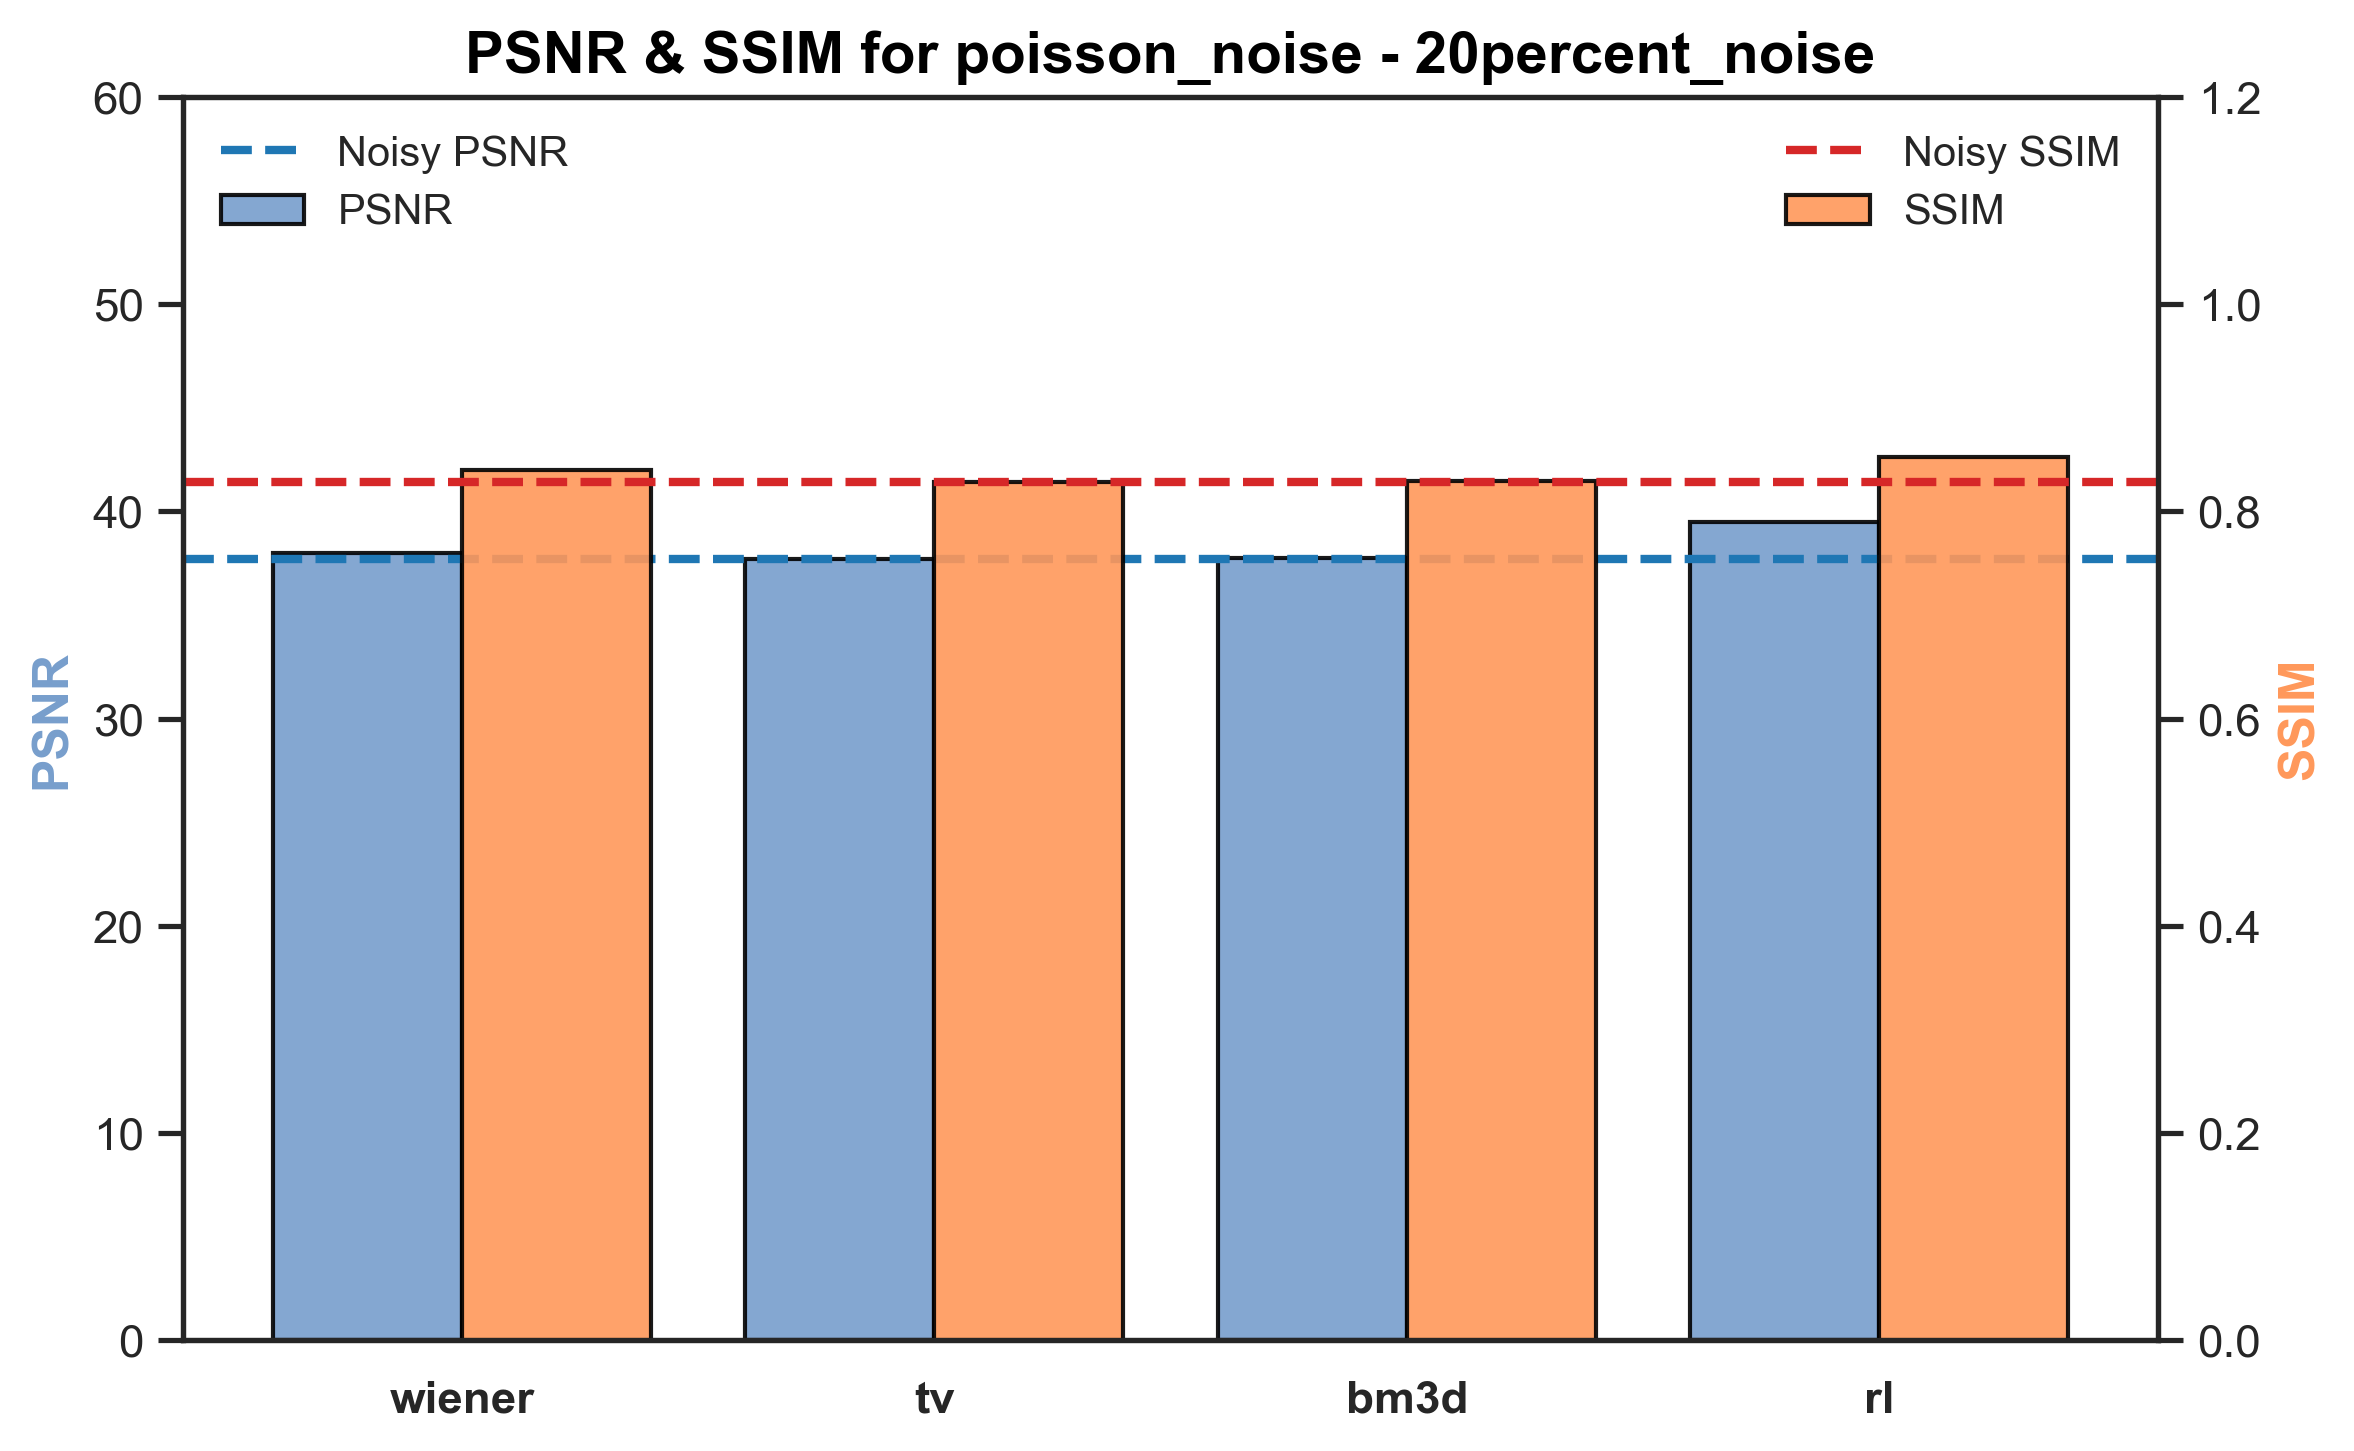 PSNR & SSIM for poisson_noise - 20percent_noise
Noisy PSNR
PSNR
Noisy SSIM
SSIM
60
50
40
30
20
10
0
PSNR
1.2
1.0
0.8
0.6
0.4
0.2
0.0
SSIM
wiener
tv
bm3d
rl